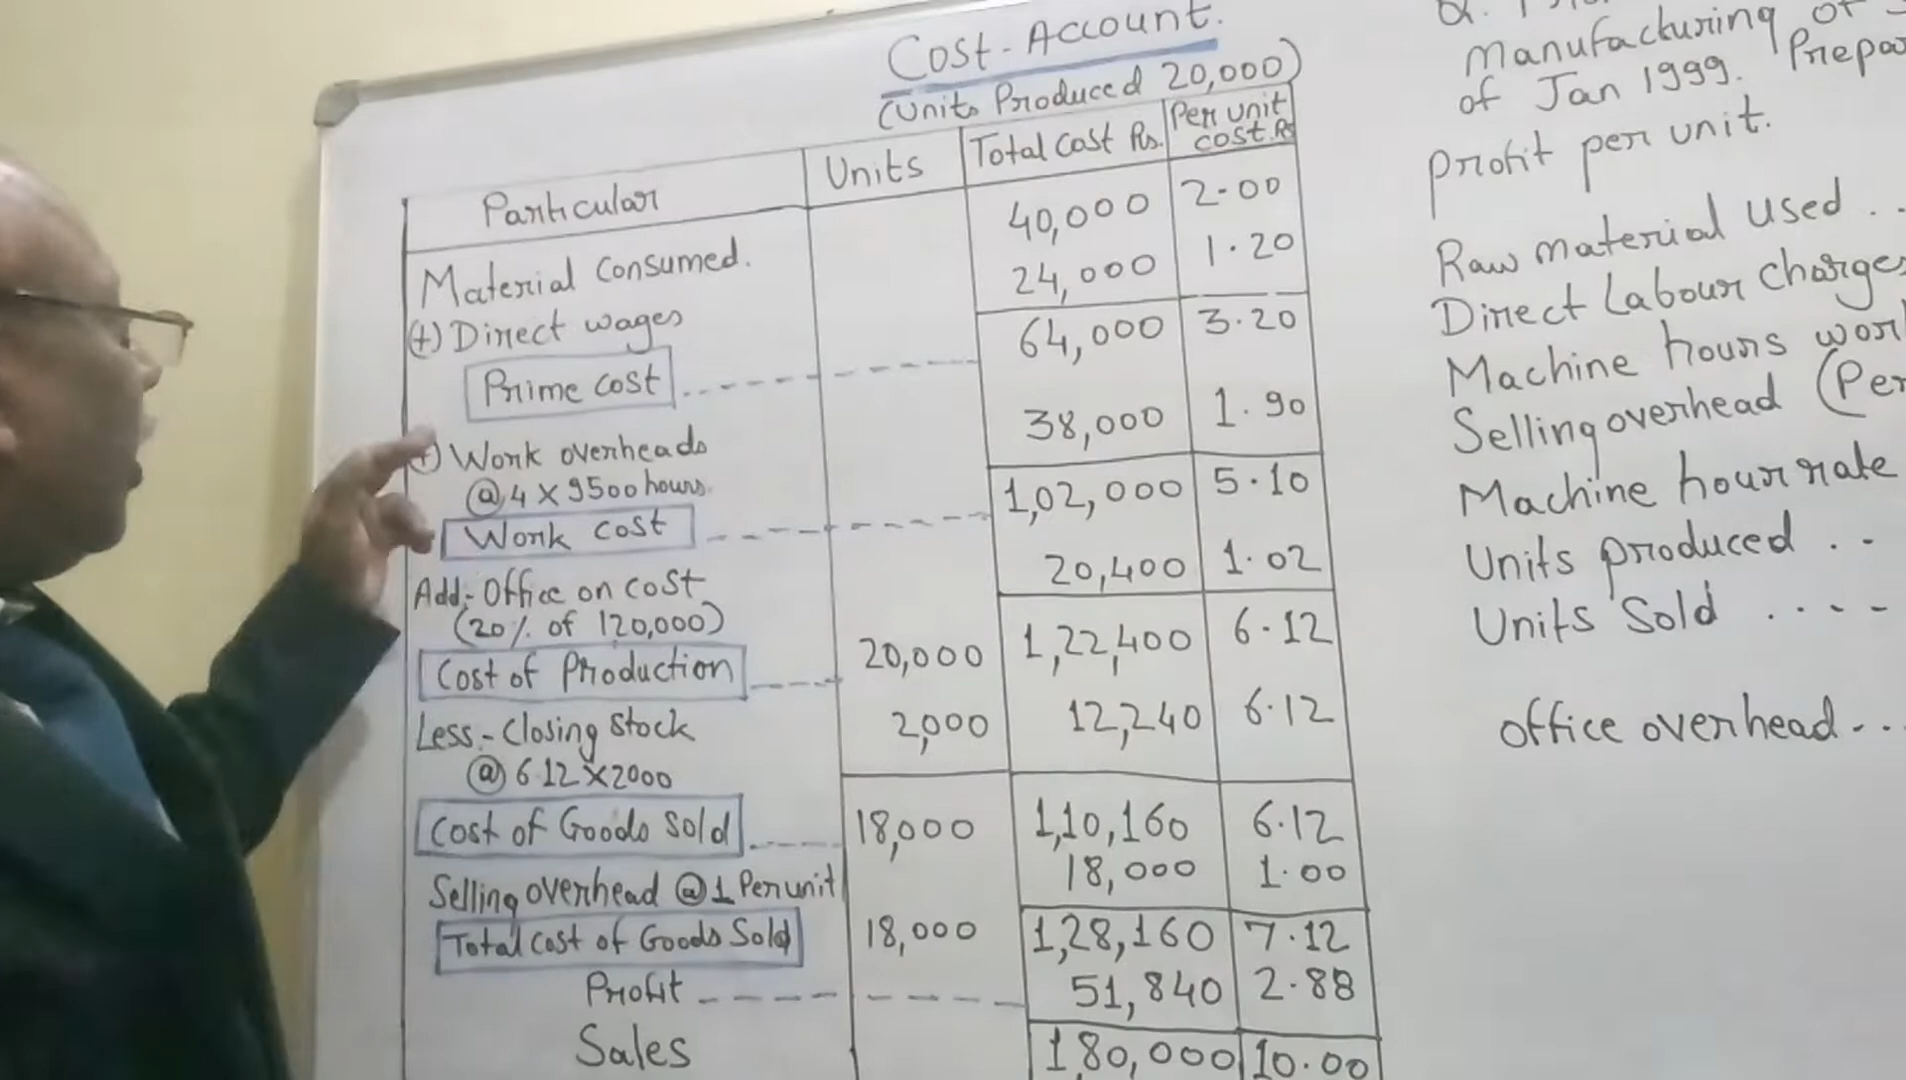 Cost-Account.
(Units Produced 20,000)
Particular Units Total Cost Rs. Per unit cost. Rs
Material Consumed. 40,000 2.00
(+) Direct wages 24,000 1.20
Prime cost 64,000 3.20
(+) Work overheads 38,000 1.90
@ 4 X 9500 hours.
Work cost 1,02,000 5.10
Add:- Office on cost 20,400 1.02
(20% of 120,000)
Cost of Production 20,000 1,22,400 6.12
Less:- Closing Stock 2,000 12,240 6.12
@ 6.12 X 2000
Cost of Goods Sold 18,000 1,10,160 6.12
Selling overhead @ 1 Per unit 18,000 1.00
Total Cost of Goods Sold 18,000 1,28,160 7.12
Profit 51,840 2.88
Sales 1,80,000 10.00
Manufacturing of
of Jan 1999.
profit per unit.
Raw material used . .
Direct Labour Charges
Machine hours
Selling overhead
Machine hour rate
Units produced . .
Units Sold . . . .
office overhead . . .